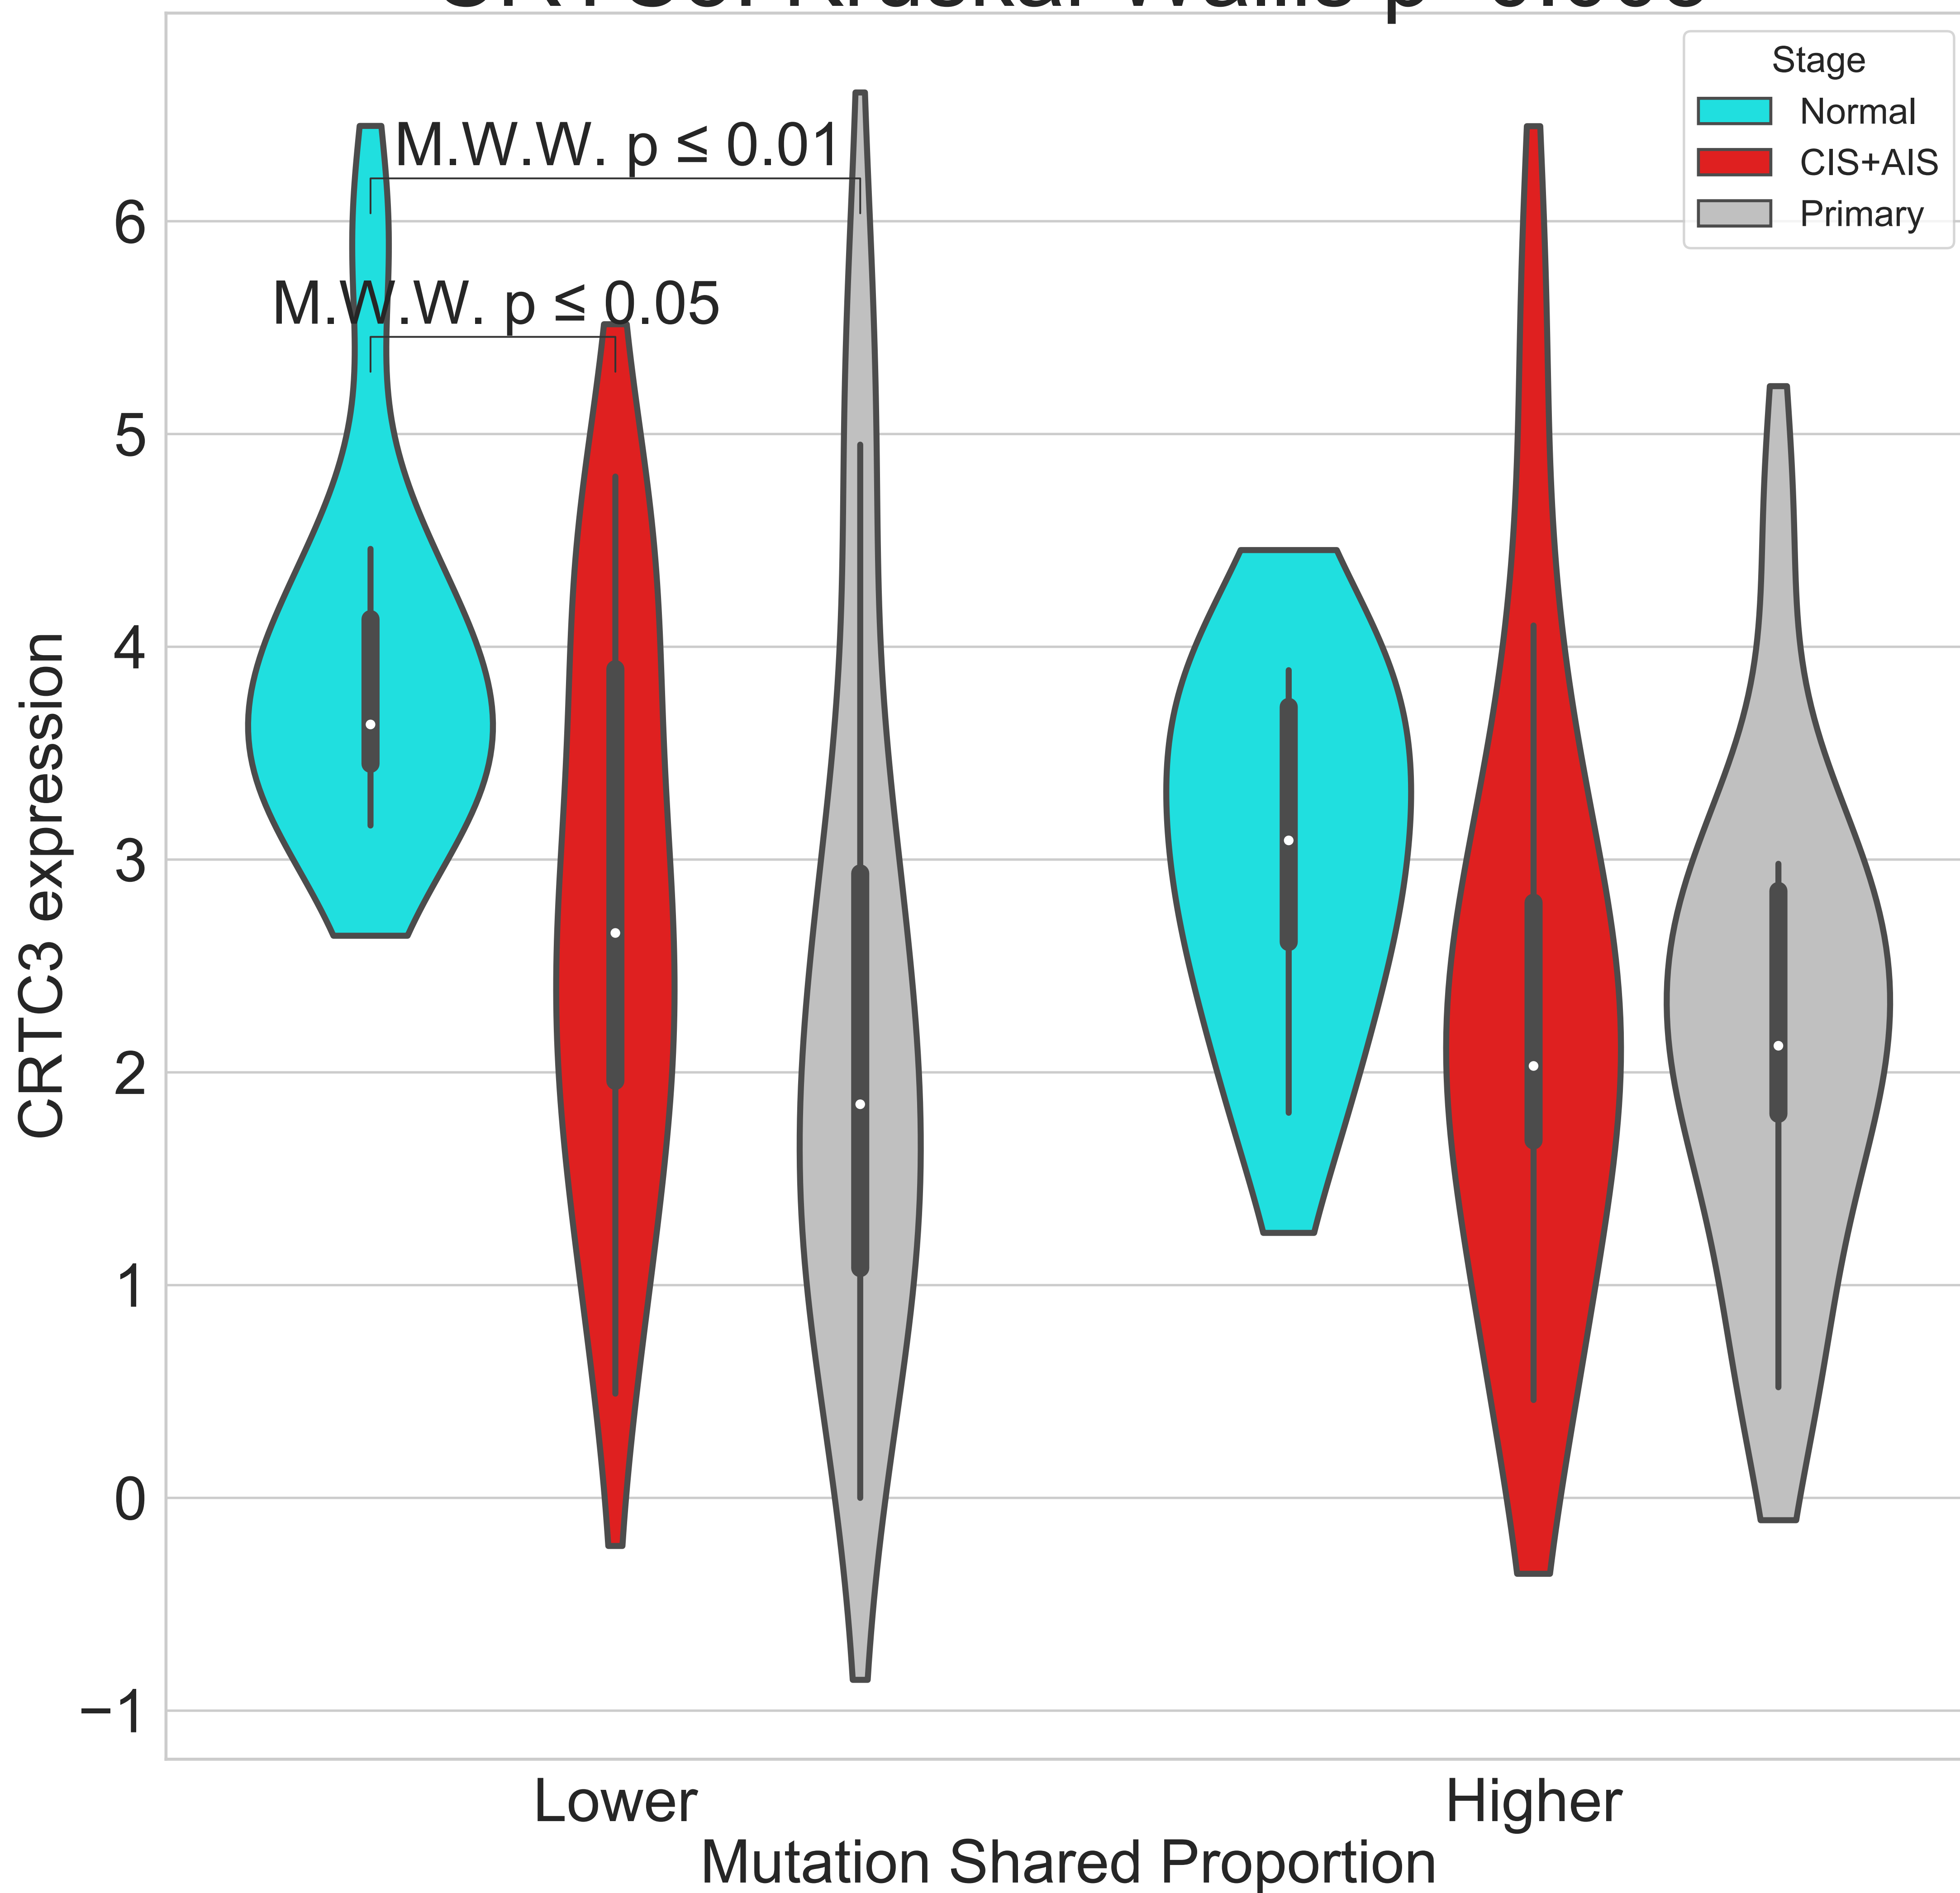 Stage
Normal
CIS+AIS
Primary
M.W.W. p ≤ 0.01
M.W.W. p ≤ 0.05
6
5
4
3
2
1
0
−1
CRTC3 expression
Lower
Higher
Mutation Shared Proportion